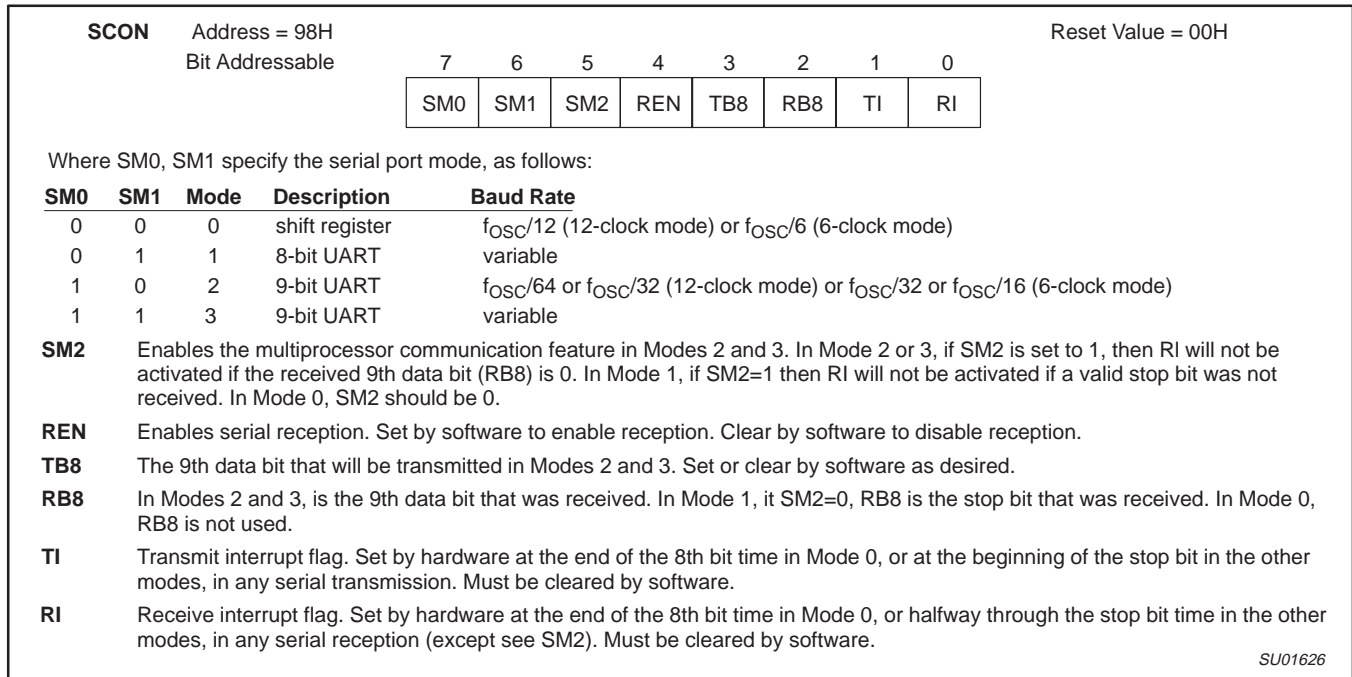 SCON Address = 98H Reset Value = 00H
Bit Addressable 7 6 5 4 3 2 1 0
SM0 SM1 SM2 REN TB8 RB8 TI RI
Where SM0, SM1 specify the serial port mode, as follows:
SM0 SM1 Mode Description Baud Rate
0 0 0 shift register fOSC/12 (12-clock mode) or fOSC/6 (6-clock mode)
0 1 1 8-bit UART variable
1 0 2 9-bit UART fOSC/64 or fOSC/32 (12-clock mode) or fOSC/32 or fOSC/16 (6-clock mode)
1 1 3 9-bit UART variable
SM2 Enables the multiprocessor communication feature in Modes 2 and 3. In Mode 2 or 3, if SM2 is set to 1, then Rl will not be
activated if the received 9th data bit (RB8) is 0. In Mode 1, if SM2=1 then RI will not be activated if a valid stop bit was not
received. In Mode 0, SM2 should be 0.
REN Enables serial reception. Set by software to enable reception. Clear by software to disable reception.
TB8 The 9th data bit that will be transmitted in Modes 2 and 3. Set or clear by software as desired.
RB8 In Modes 2 and 3, is the 9th data bit that was received. In Mode 1, it SM2=0, RB8 is the stop bit that was received. In Mode 0,
RB8 is not used.
TI Transmit interrupt flag. Set by hardware at the end of the 8th bit time in Mode 0, or at the beginning of the stop bit in the other
modes, in any serial transmission. Must be cleared by software.
RI Receive interrupt flag. Set by hardware at the end of the 8th bit time in Mode 0, or halfway through the stop bit time in the other
modes, in any serial reception (except see SM2). Must be cleared by software.
SU01626